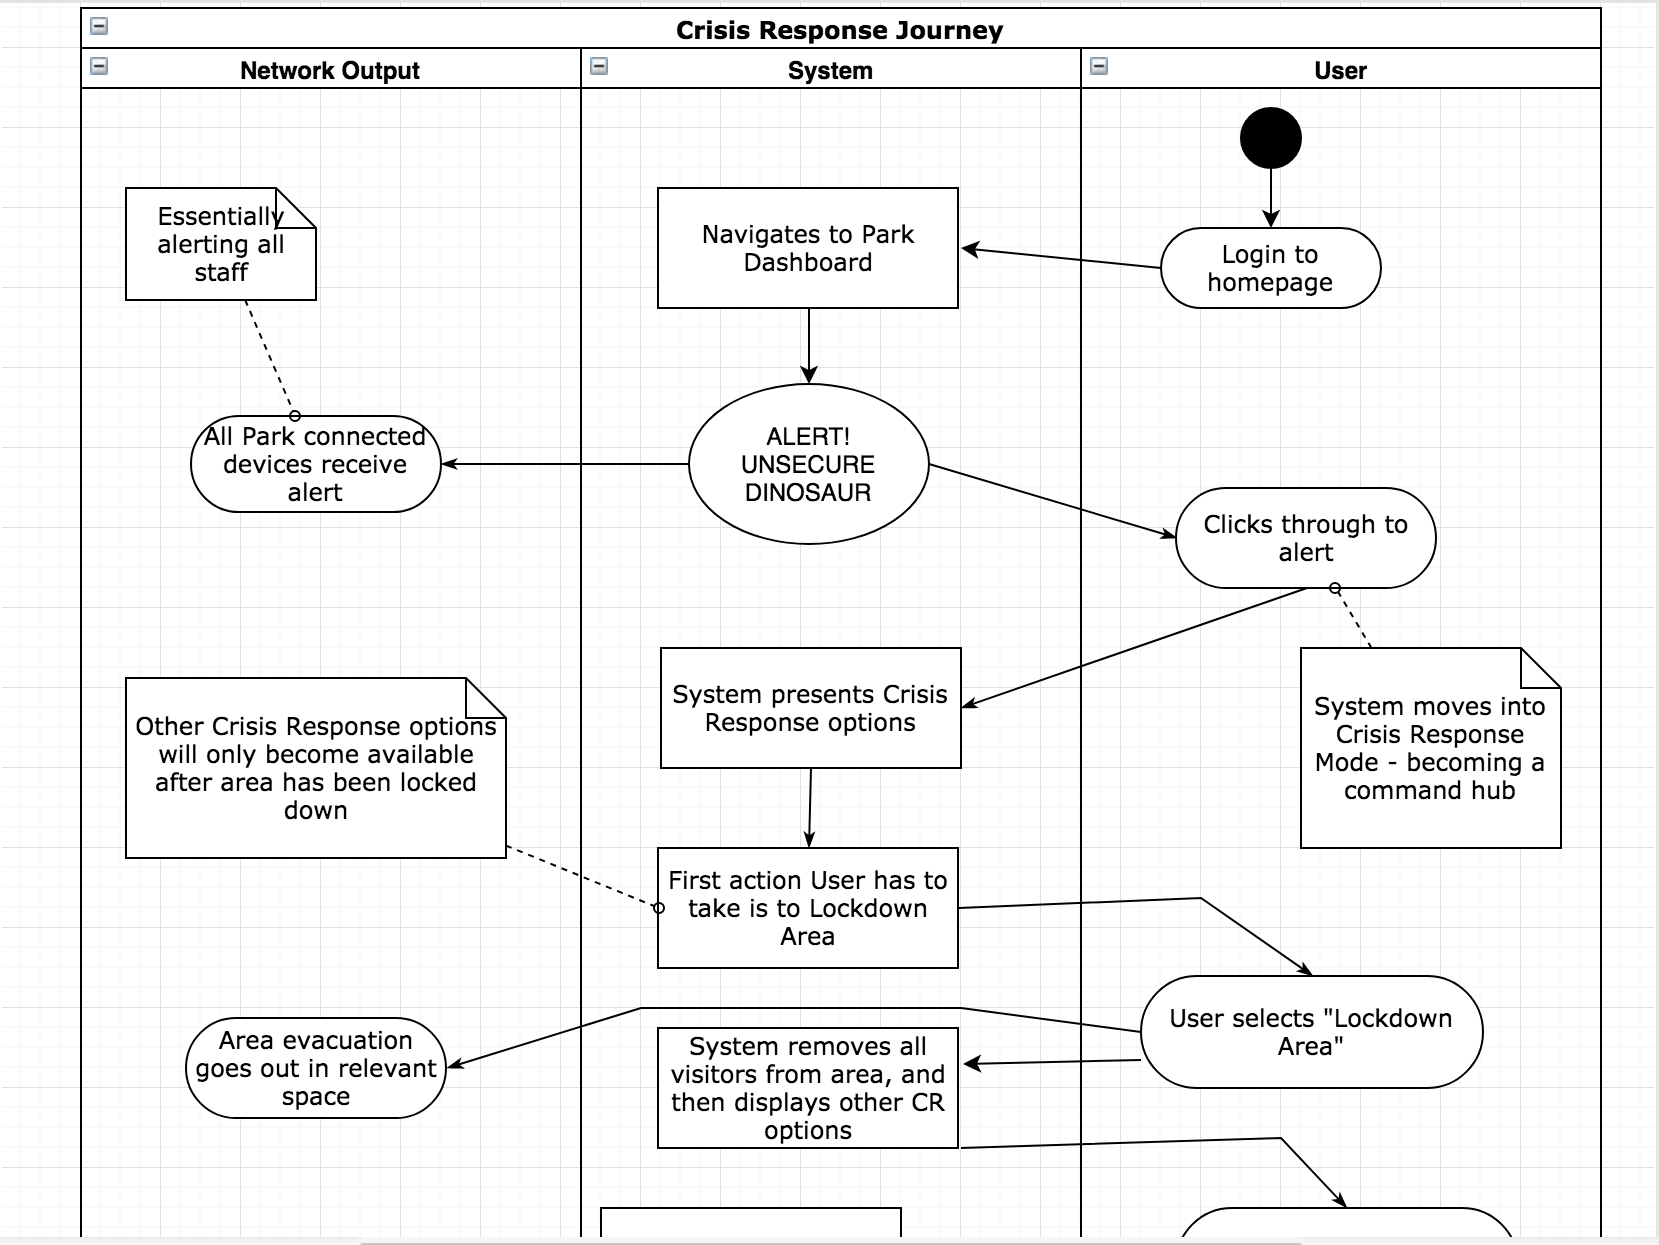 Crisis Response Journey
Network Output
System
User
Essentially
alerting all
staff
Navigates to Park
Dashboard
Login to
homepage
All Park connected
devices receive
alert
ALERT!
UNSECURE
DINOSAUR
Clicks through to
alert
System presents Crisis
Response options
System moves into
Crisis Response
Mode - becoming a
command hub
Other Crisis Response options
will only become available
after area has been locked
down
First action User has to
take is to Lockdown
Area
User selects "Lockdown
Area"
Area evacuation
goes out in relevant
space
System removes all
visitors from area, and
then displays other CR
options